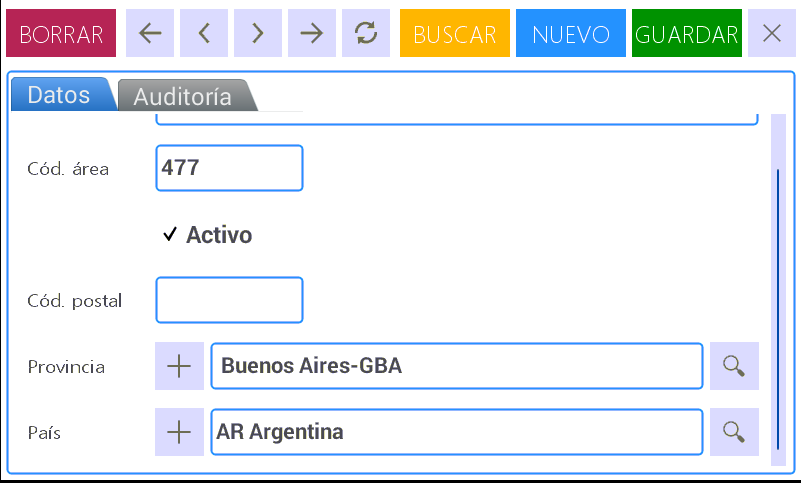 BORRAR BUSCAR NUEVO GUARDAR
Datos Auditoría
Cód. área 477
Activo
Cód. postal
Provincia Buenos Aires-GBA
País AR Argentina